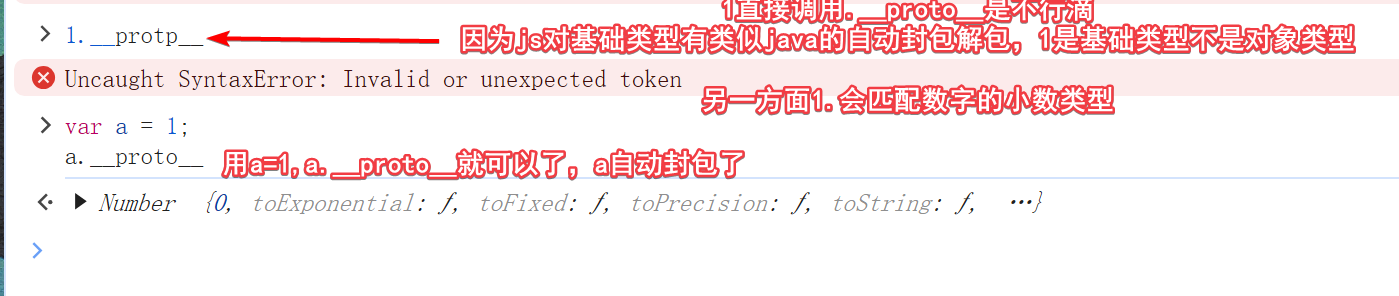 1直接调用.__proto__是不行滴
1.__protp__
因为js对基础类型有类似java的自动封包解包，1是基础类型不是对象类型
Uncaught SyntaxError: Invalid or unexpected token
另一方面1.会匹配数字的小数类型
var a = 1;
a.__proto__
用a=1,a.__proto__就可以了，a自动封包了
Number {0, toExponential: ƒ, toFixed: ƒ, toPrecision: ƒ, toString: ƒ, …}